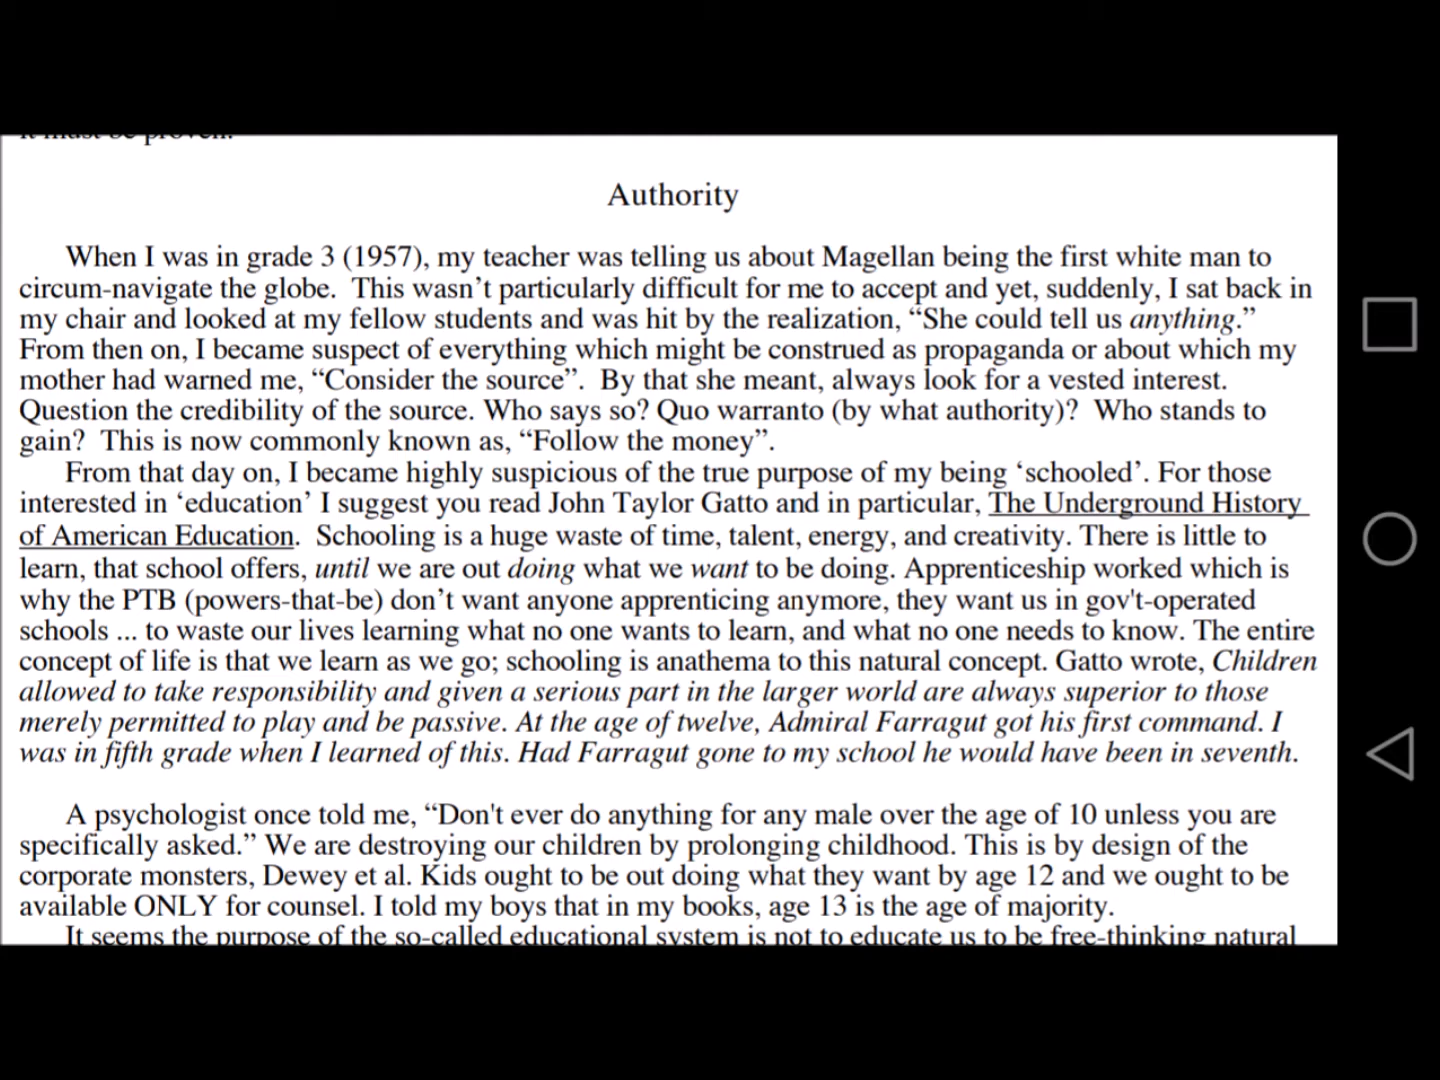 it must be proven.
Authority
When I was in grade 3 (1957), my teacher was telling us about Magellan being the first white man to
circum-navigate the globe.  This wasn’t particularly difficult for me to accept and yet, suddenly, I sat back in
my chair and looked at my fellow students and was hit by the realization, “She could tell us anything.”
From then on, I became suspect of everything which might be construed as propaganda or about which my
mother had warned me, “Consider the source”.  By that she meant, always look for a vested interest.
Question the credibility of the source. Who says so? Quo warranto (by what authority)?  Who stands to
gain?  This is now commonly known as, “Follow the money”.
From that day on, I became highly suspicious of the true purpose of my being ‘schooled’. For those
interested in ‘education’ I suggest you read John Taylor Gatto and in particular, The Underground History
of American Education.  Schooling is a huge waste of time, talent, energy, and creativity. There is little to
learn, that school offers, until we are out doing what we want to be doing. Apprenticeship worked which is
why the PTB (powers-that-be) don’t want anyone apprenticing anymore, they want us in gov't-operated
schools ... to waste our lives learning what no one wants to learn, and what no one needs to know. The entire
concept of life is that we learn as we go; schooling is anathema to this natural concept. Gatto wrote, Children
allowed to take responsibility and given a serious part in the larger world are always superior to those
merely permitted to play and be passive. At the age of twelve, Admiral Farragut got his first command. I
was in fifth grade when I learned of this. Had Farragut gone to my school he would have been in seventh.
A psychologist once told me, “Don't ever do anything for any male over the age of 10 unless you are
specifically asked.” We are destroying our children by prolonging childhood. This is by design of the
corporate monsters, Dewey et al. Kids ought to be out doing what they want by age 12 and we ought to be
available ONLY for counsel. I told my boys that in my books, age 13 is the age of majority.
It seems the purpose of the so-called educational system is not to educate us to be free-thinking natural